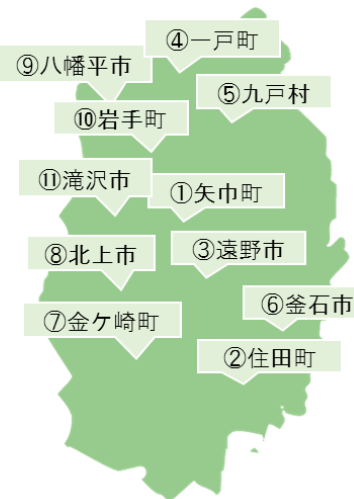 ④一戸町
⑨八幡平市
⑤九戸村
⑩岩手町
⑪滝沢市
①矢巾町
③遠野市
⑧北上市
⑥釜石市
⑦金ケ崎町
②住田町